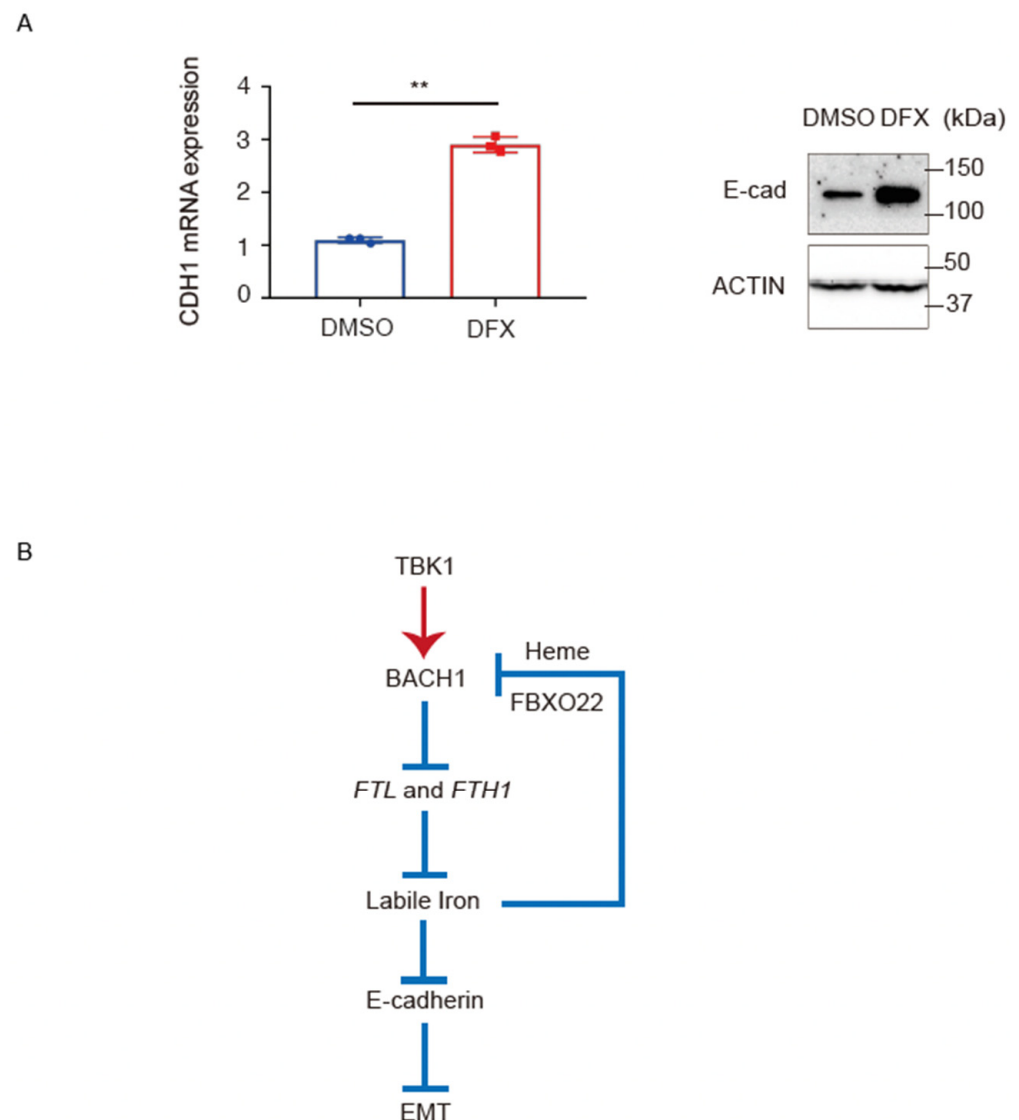 A
CDH1 mRNA expression
4
3
2
1
0
**
DMSO
DFX
DMSO DFX (kDa)
E-cad
150
100
ACTIN
50
37
B
TBK1
BACH1
Heme
FBXO22
FTL and FTH1
Labile Iron
E-cadherin
EMT